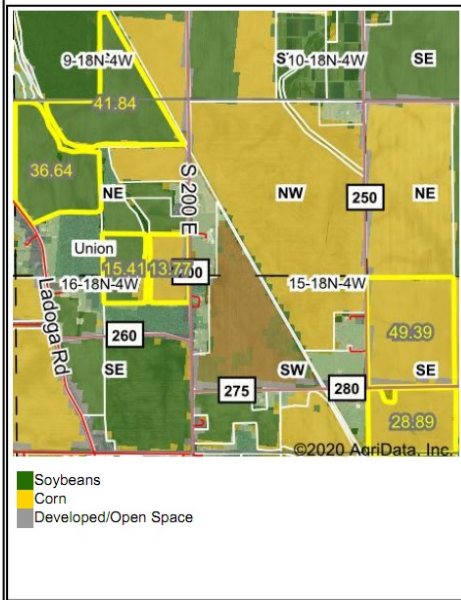 9-18N-4W
10-18N-4W
SE
41.84
36.64
S 200 E
NE
NW
250
NE
Union
15.41
13.77
16-18N-4W
15-18N-4W
Ladoga Rd
260
49.39
SE
SW
SE
275
280
28.89
©2020 AgriData, Inc.
Soybeans
Corn
Developed/Open Space